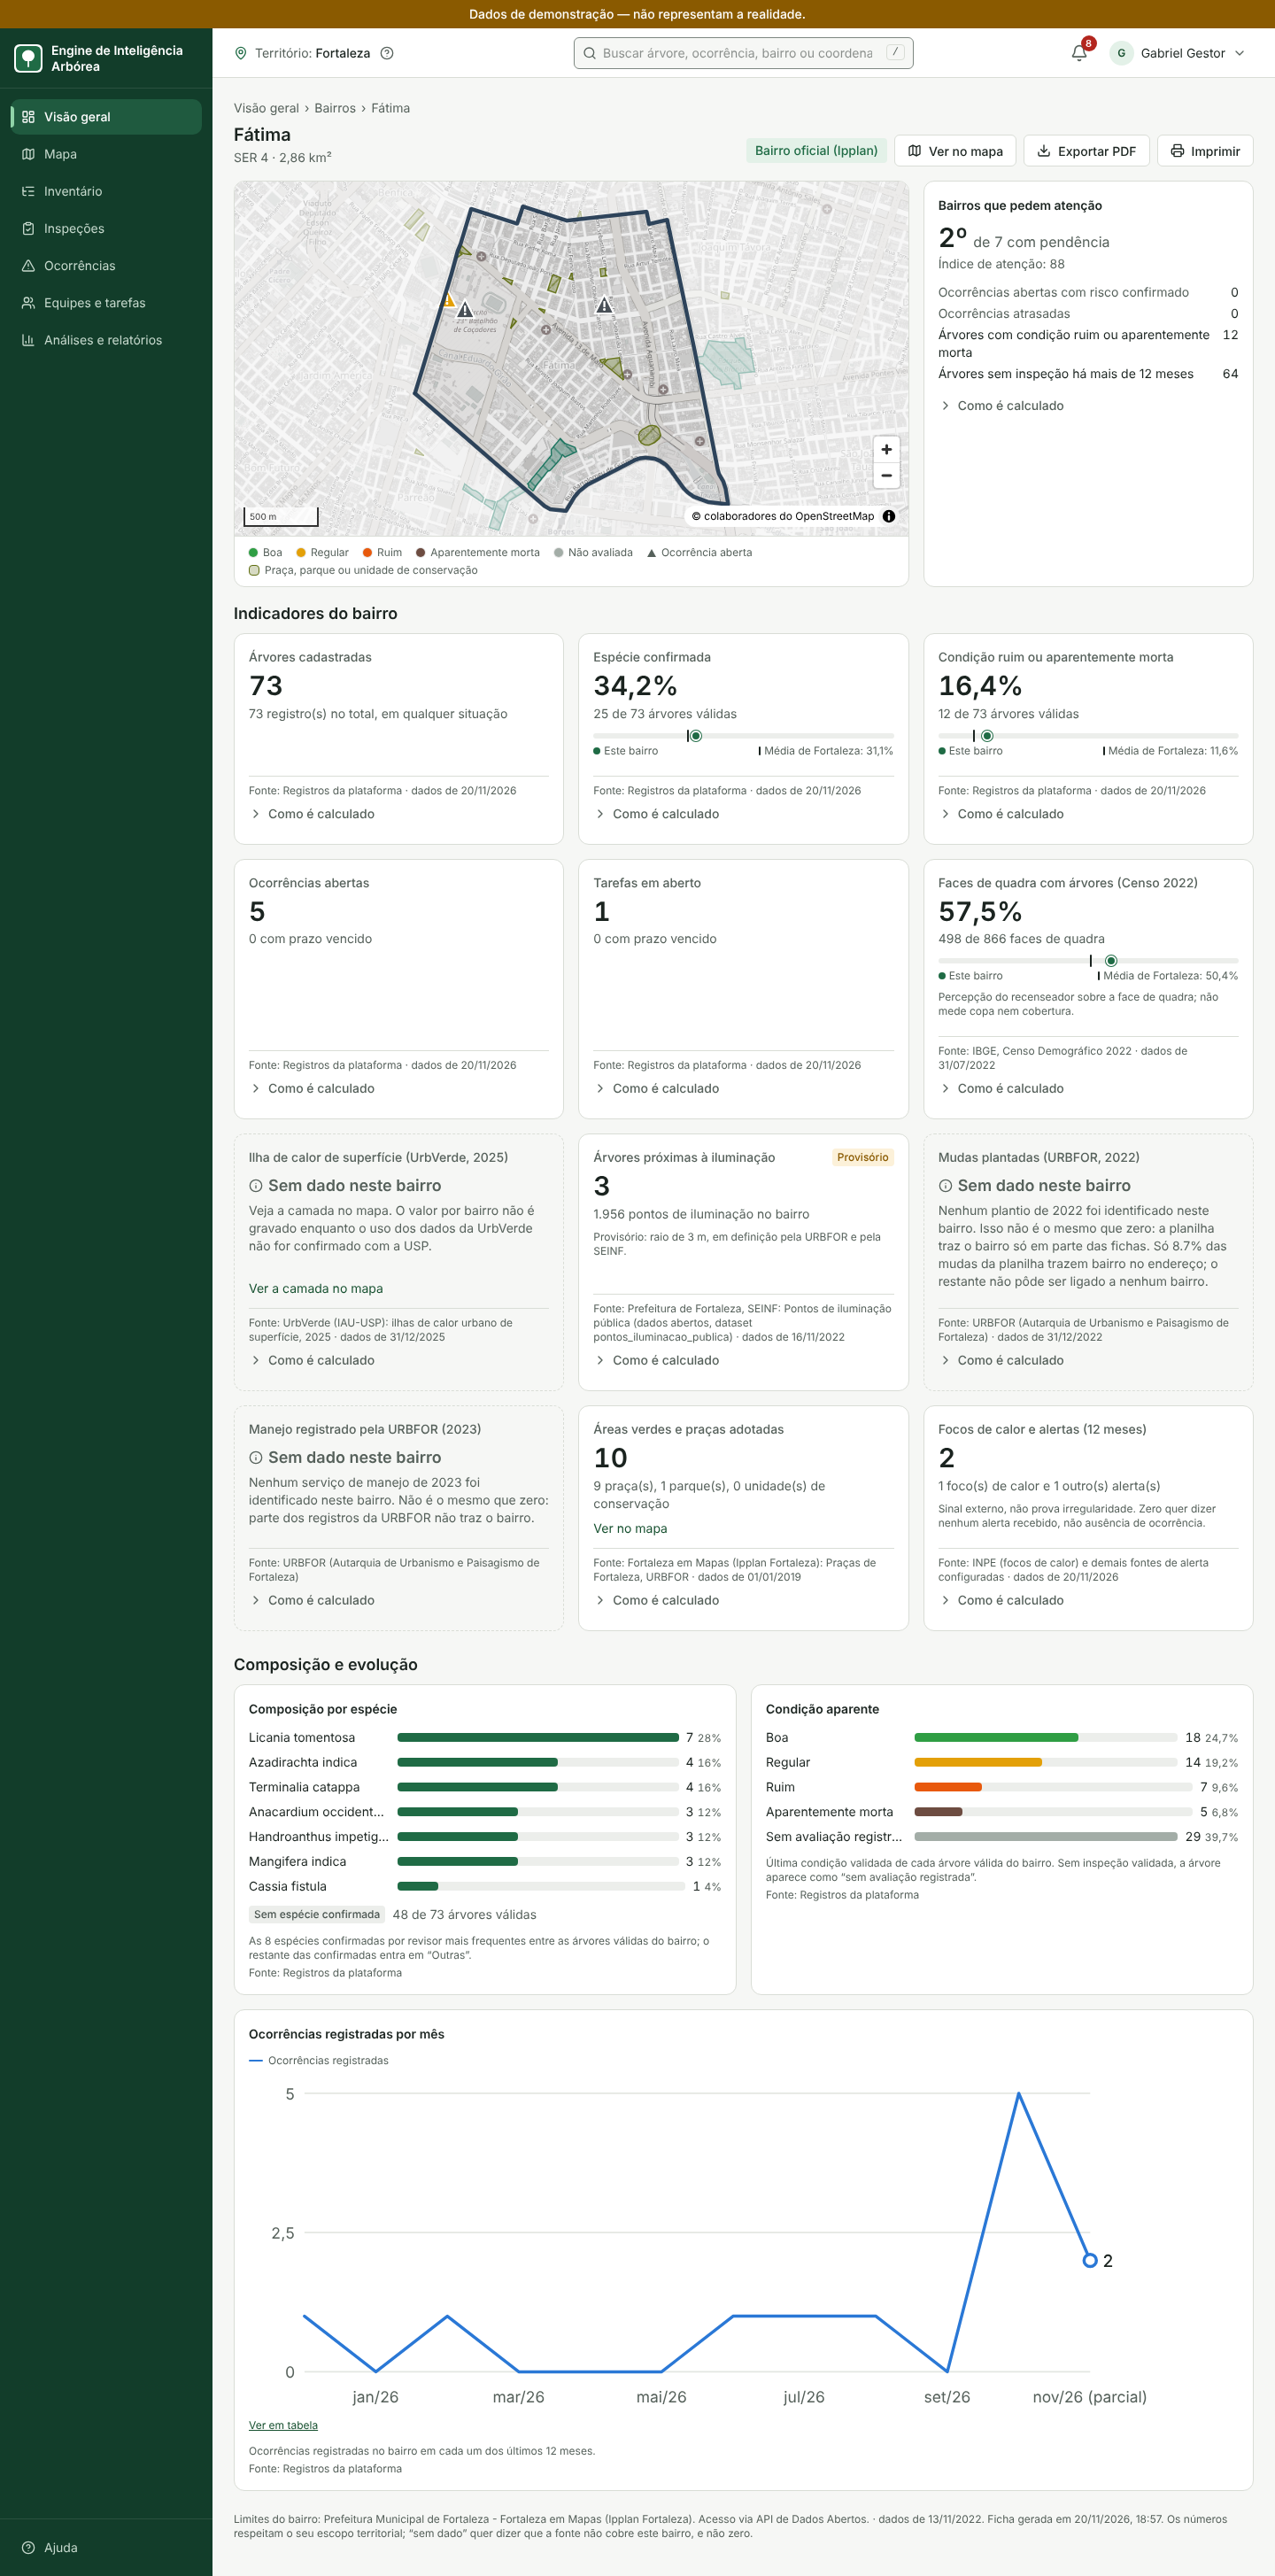 Dados de demonstração — não representam a realidade.
Engine de Inteligência
Arbórea
Território: Fortaleza
Buscar árvore, ocorrência, bairro ou coordena
/
8
G
Gabriel Gestor
Visão geral
Mapa
Inventário
Inspeções
Ocorrências
Equipes e tarefas
Análises e relatórios
Ajuda
Visão geral › Bairros › Fátima
Fátima
SER 4 · 2,86 km²
Bairro oficial (Ipplan)
Ver no mapa
Exportar PDF
Imprimir
Fátima
500 m
© colaboradores do OpenStreetMap
Boa
Regular
Ruim
Aparentemente morta
Não avaliada
Ocorrência aberta
Praça, parque ou unidade de conservação
Bairros que pedem atenção
2º de 7 com pendência
Índice de atenção: 88
Ocorrências abertas com risco confirmado 0
Ocorrências atrasadas 0
Árvores com condição ruim ou aparentemente morta 12
Árvores sem inspeção há mais de 12 meses 64
Como é calculado
Indicadores do bairro
Árvores cadastradas
73
73 registro(s) no total, em qualquer situação
Fonte: Registros da plataforma · dados de 20/11/2026
Como é calculado
Espécie confirmada
34,2%
25 de 73 árvores válidas
Este bairro
Média de Fortaleza: 31,1%
Fonte: Registros da plataforma · dados de 20/11/2026
Como é calculado
Condição ruim ou aparentemente morta
16,4%
12 de 73 árvores válidas
Este bairro
Média de Fortaleza: 11,6%
Fonte: Registros da plataforma · dados de 20/11/2026
Como é calculado
Ocorrências abertas
5
0 com prazo vencido
Fonte: Registros da plataforma · dados de 20/11/2026
Como é calculado
Tarefas em aberto
1
0 com prazo vencido
Fonte: Registros da plataforma · dados de 20/11/2026
Como é calculado
Faces de quadra com árvores (Censo 2022)
57,5%
498 de 866 faces de quadra
Este bairro
Média de Fortaleza: 50,4%
Percepção do recenseador sobre a face de quadra; não
mede copa nem cobertura.
Fonte: IBGE, Censo Demográfico 2022 · dados de
31/07/2022
Como é calculado
Ilha de calor de superfície (UrbVerde, 2025)
Sem dado neste bairro
Veja a camada no mapa. O valor por bairro não é
gravado enquanto o uso dos dados da UrbVerde
não for confirmado com a USP.
Ver a camada no mapa
Fonte: UrbVerde (IAU-USP): ilhas de calor urbano de
superfície, 2025 · dados de 31/12/2025
Como é calculado
Árvores próximas à iluminação
Provisório
3
1.956 pontos de iluminação no bairro
Provisório: raio de 3 m, em definição pela URBFOR e pela
SEINF.
Fonte: Prefeitura de Fortaleza, SEINF: Pontos de iluminação
pública (dados abertos, dataset
pontos_iluminacao_publica) · dados de 16/11/2022
Como é calculado
Mudas plantadas (URBFOR, 2022)
Sem dado neste bairro
Nenhum plantio de 2022 foi identificado neste
bairro. Isso não é o mesmo que zero: a planilha
traz o bairro só em parte das fichas. Só 8.7% das
mudas da planilha trazem bairro no endereço; o
restante não pôde ser ligado a nenhum bairro.
Fonte: URBFOR (Autarquia de Urbanismo e Paisagismo de
Fortaleza) · dados de 31/12/2022
Como é calculado
Manejo registrado pela URBFOR (2023)
Sem dado neste bairro
Nenhum serviço de manejo de 2023 foi
identificado neste bairro. Não é o mesmo que zero:
parte dos registros da URBFOR não traz o bairro.
Fonte: URBFOR (Autarquia de Urbanismo e Paisagismo de
Fortaleza)
Como é calculado
Áreas verdes e praças adotadas
10
9 praça(s), 1 parque(s), 0 unidade(s) de
conservação
Ver no mapa
Fonte: Fortaleza em Mapas (Ipplan Fortaleza): Praças de
Fortaleza, URBFOR · dados de 01/01/2019
Como é calculado
Focos de calor e alertas (12 meses)
2
1 foco(s) de calor e 1 outro(s) alerta(s)
Sinal externo, não prova irregularidade. Zero quer dizer
nenhum alerta recebido, não ausência de ocorrência.
Fonte: INPE (focos de calor) e demais fontes de alerta
configuradas · dados de 20/11/2026
Como é calculado
Composição e evolução
Composição por espécie
Licania tomentosa 7 28%
Azadirachta indica 4 16%
Terminalia catappa 4 16%
Anacardium occident... 3 12%
Handroanthus impetig... 3 12%
Mangifera indica 3 12%
Cassia fistula 1 4%
Sem espécie confirmada 48 de 73 árvores válidas
As 8 espécies confirmadas por revisor mais frequentes entre as árvores válidas do bairro; o
restante das confirmadas entra em “Outras”.
Fonte: Registros da plataforma
Condição aparente
Boa 18 24,7%
Regular 14 19,2%
Ruim 7 9,6%
Aparentemente morta 5 6,8%
Sem avaliação registr... 29 39,7%
Última condição validada de cada árvore válida do bairro. Sem inspeção validada, a árvore
aparece como “sem avaliação registrada”.
Fonte: Registros da plataforma
Ocorrências registradas por mês
Ocorrências registradas
5
2,5
0
2
jan/26 mar/26 mai/26 jul/26 set/26 nov/26 (parcial)
Ver em tabela
Ocorrências registradas no bairro em cada um dos últimos 12 meses.
Fonte: Registros da plataforma
Limites do bairro: Prefeitura Municipal de Fortaleza - Fortaleza em Mapas (Ipplan Fortaleza). Acesso via API de Dados Abertos. · dados de 13/11/2022. Ficha gerada em 20/11/2026, 18:57. Os números
respeitam o seu escopo territorial; “sem dado” quer dizer que a fonte não cobre este bairro, e não zero.